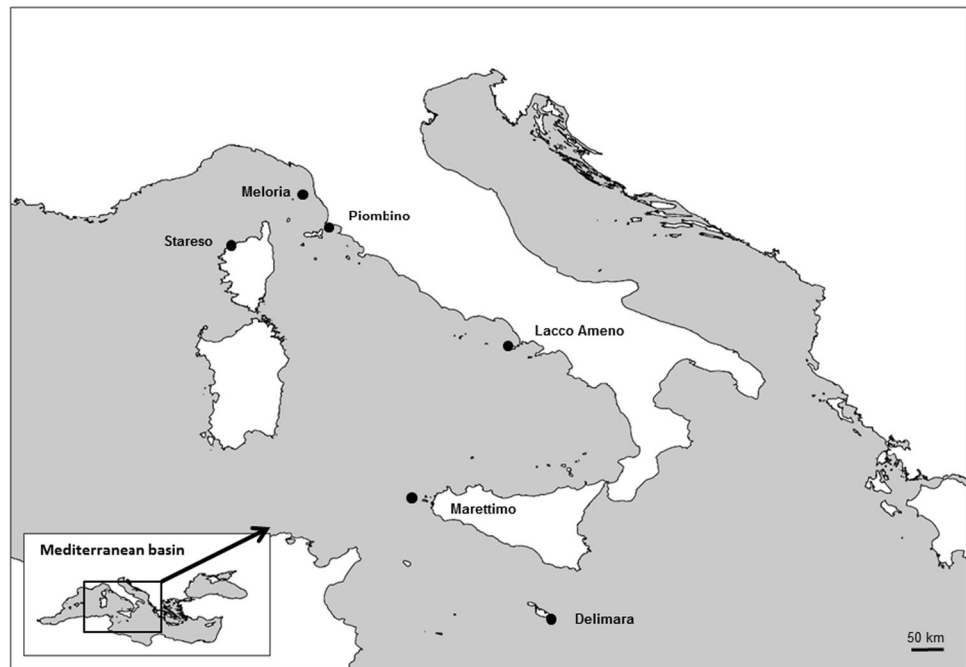 Meloria
Piombino
Stareso
Lacco Ameno
Marettimo
Mediterranean basin
Delimara
50 km